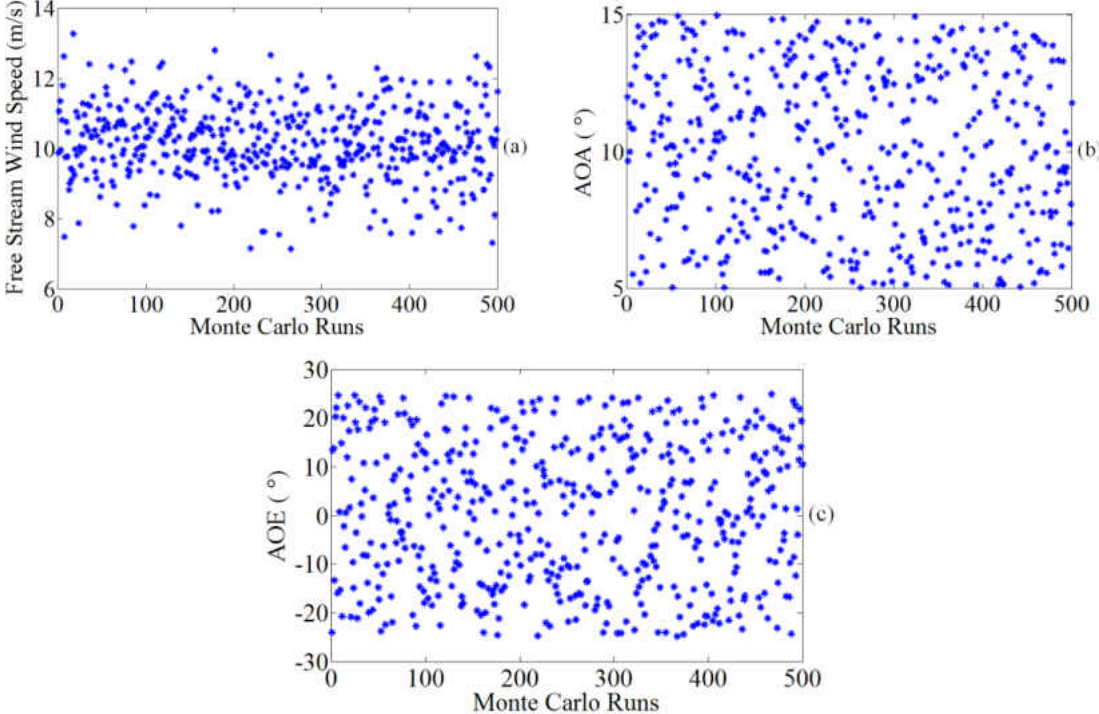 Free Stream Wind Speed (m/s)
14
12
10
8
6
0 100 200 300 400 500
Monte Carlo Runs
(a)
AOA ( °)
15
10
5
0 100 200 300 400 500
Monte Carlo Runs
(b)
AOE ( °)
30
20
10
0
-10
-20
-30
0 100 200 300 400 500
Monte Carlo Runs
(c)